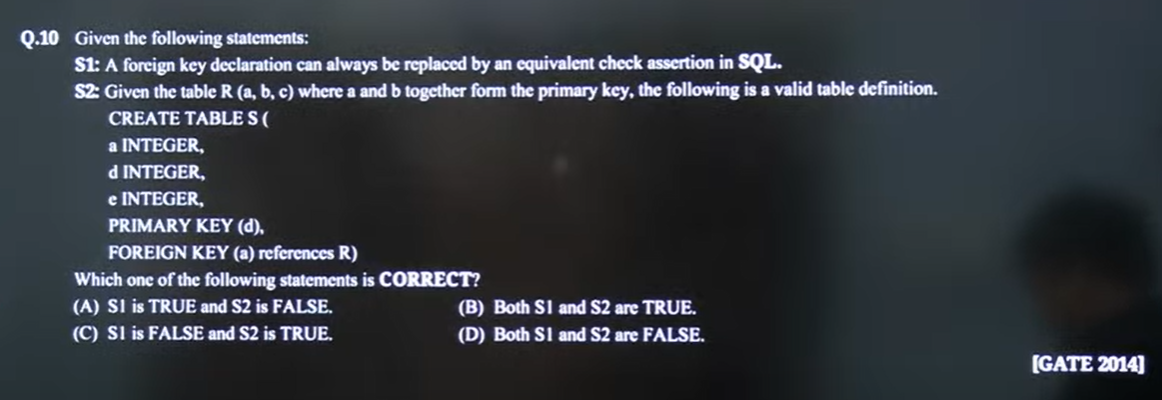 Q.10 Given the following statements:
S1: A foreign key declaration can always be replaced by an equivalent check assertion in SQL.
S2: Given the table R (a, b, c) where a and b together form the primary key, the following is a valid table definition.
CREATE TABLE S (
a INTEGER,
d INTEGER,
e INTEGER,
PRIMARY KEY (d),
FOREIGN KEY (a) references R)
Which one of the following statements is CORRECT?
(A) S1 is TRUE and S2 is FALSE. (B) Both S1 and S2 are TRUE.
(C) S1 is FALSE and S2 is TRUE. (D) Both S1 and S2 are FALSE.
[GATE 2014]